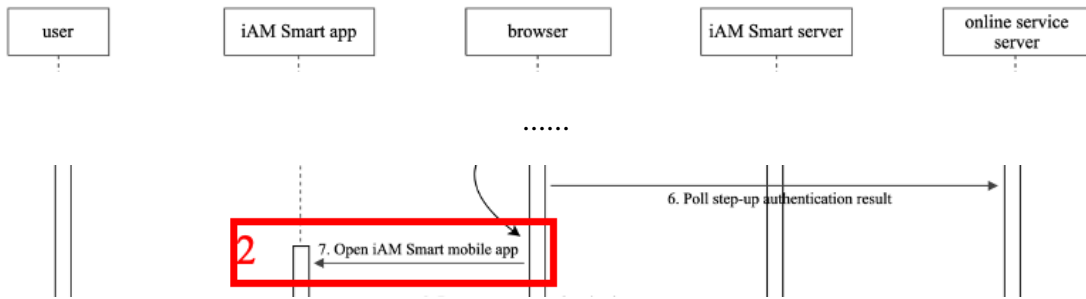 user
iAM Smart app
browser
iAM Smart server
online service
server
......
6. Poll step-up authentication result
2
7. Open iAM Smart mobile app